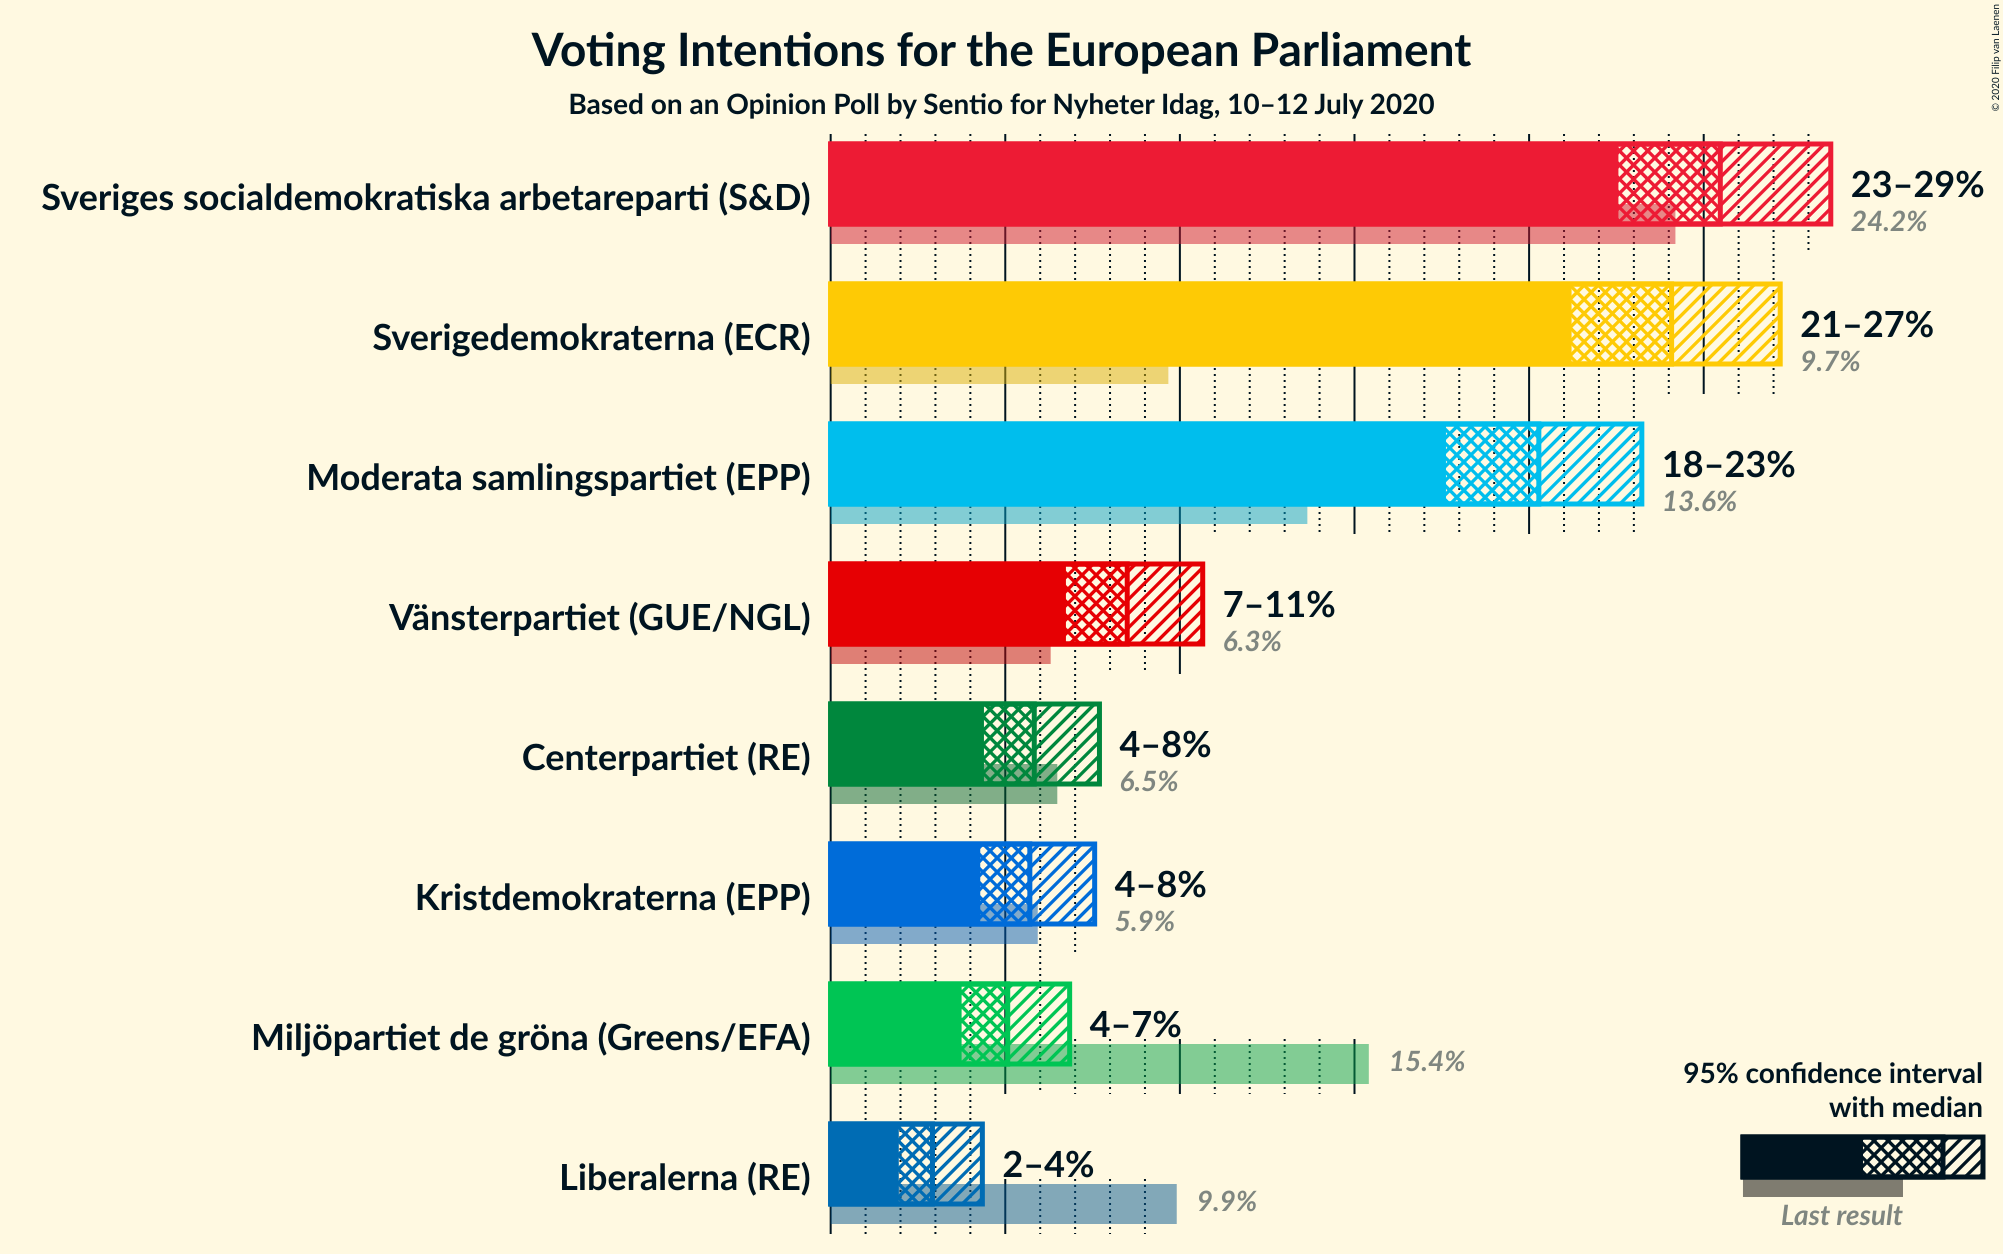 Voting Intentions for the European Parliament
Based on an Opinion Poll by Sentio for Nyheter Idag, 10–12 July 2020
© 2020 Filip van Laenen
Sveriges socialdemokratiska arbetareparti (S&D)
23–29%
24.2%
Sverigedemokraterna (ECR)
21–27%
9.7%
Moderata samlingspartiet (EPP)
18–23%
13.6%
Vänsterpartiet (GUE/NGL)
7–11%
6.3%
Centerpartiet (RE)
4–8%
6.5%
Kristdemokraterna (EPP)
4–8%
5.9%
Miljöpartiet de gröna (Greens/EFA)
4–7%
15.4%
Liberalerna (RE)
2–4%
9.9%
95% confidence interval
with median
Last result